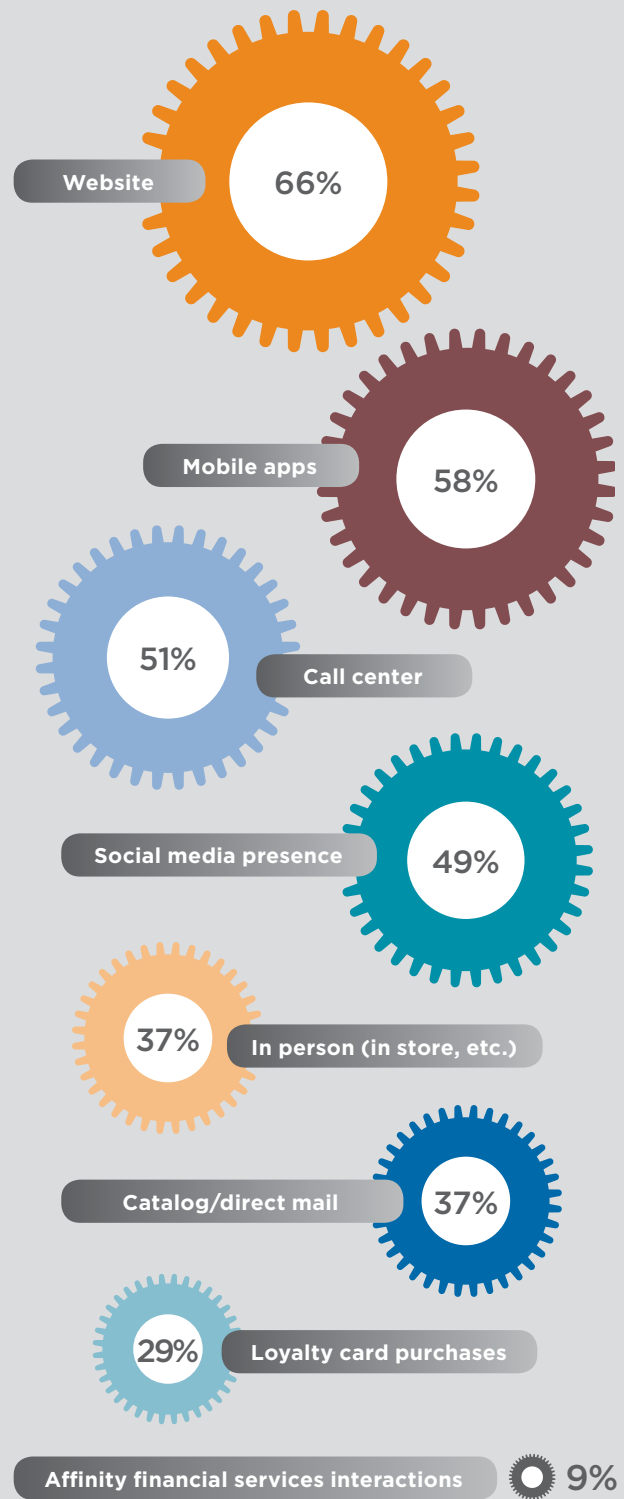 Website
66%
Mobile apps
58%
51%
Call center
Social media presence
49%
37%
In person (in store, etc.)
Catalog/direct mail
37%
29%
Loyalty card purchases
Affinity financial services interactions
9%